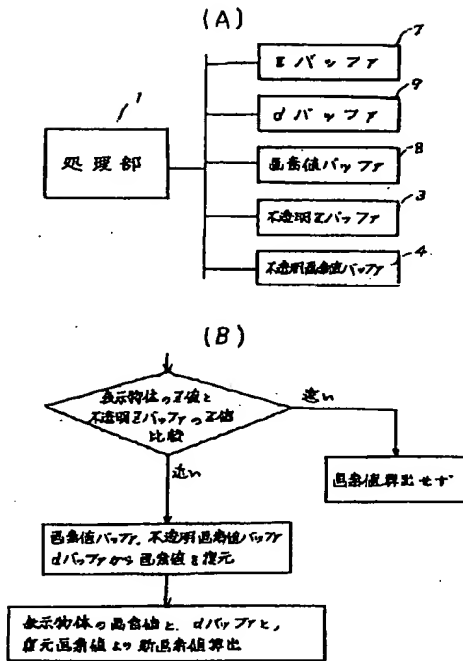 (A)
1
処理部
7
Zバッファ
9
dバッファ
8
画素値バッファ
3
不透明Zバッファ
4
不透明画素値バッファ
(B)
表示物体のZ値と
不透明ZバッファのZ値
比較
遠い
画素値算出せず
近い
画素値バッファ、不透明画素値バッファ
dバッファから画素値を復元
表示物体の画素値と、dバッファと、
復元画素値より新画素値算出